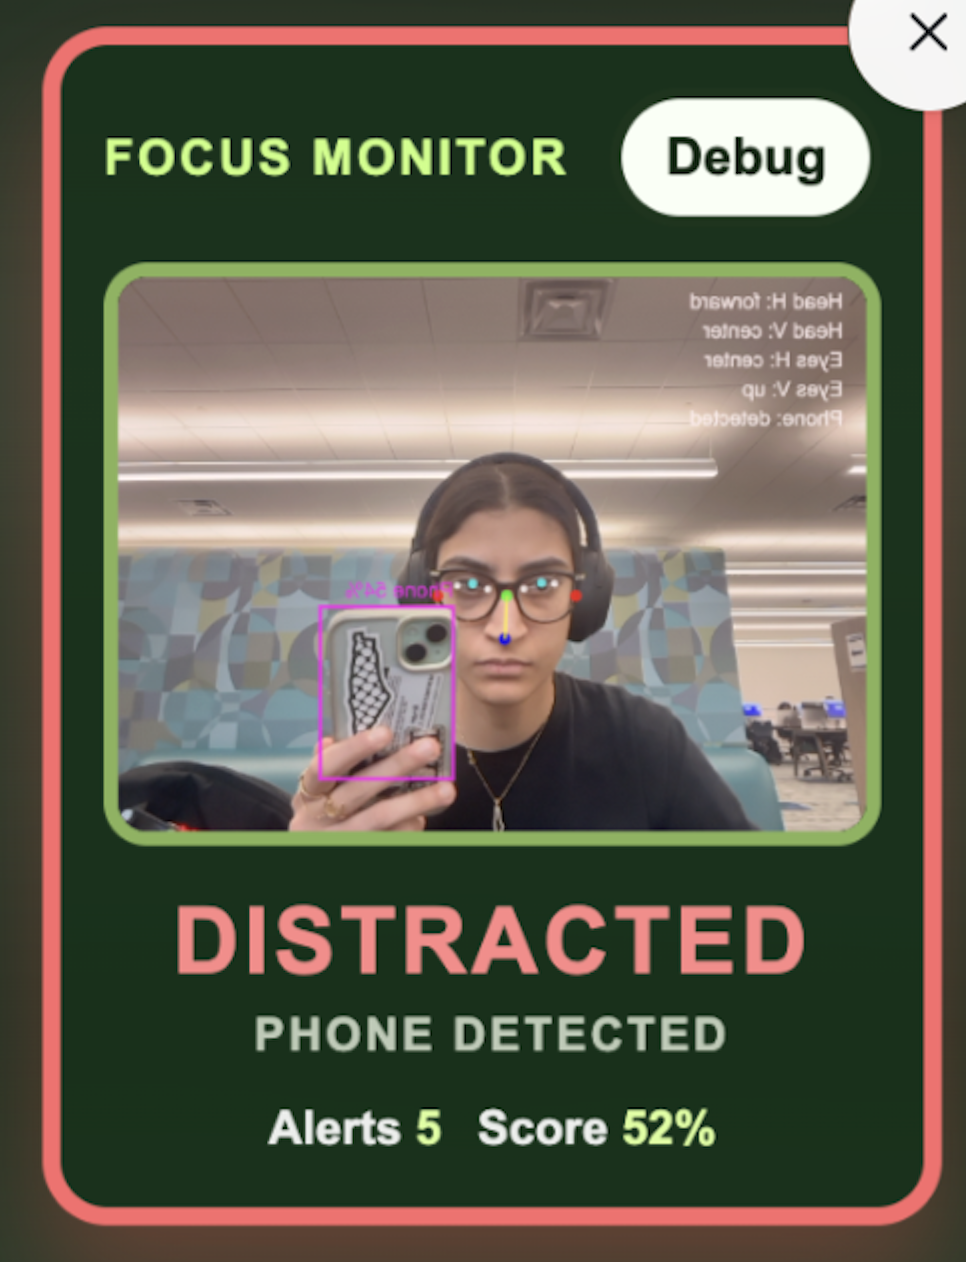 FOCUS MONITOR
Debug
Head H: forward
Head V: center
Eyes H: center
Eyes V: up
Phone: detected
Phone 54%
DISTRACTED
PHONE DETECTED
Alerts 5 Score 52%